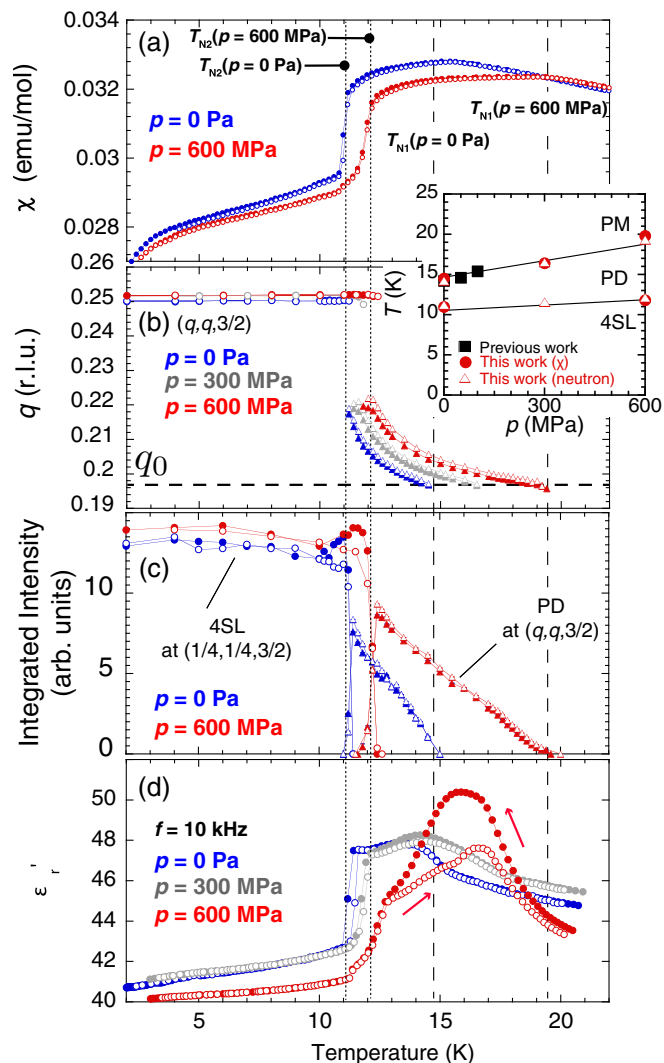 (a)
T_N2(p = 600 MPa)
T_N2(p = 0 Pa)
p = 0 Pa
p = 600 MPa
T_N1(p = 600 MPa)
T_N1(p = 0 Pa)
χ (emu/mol)
0.034
0.032
0.03
0.028
0.26
(b)
(q,q,3/2)
p = 0 Pa
p = 300 MPa
p = 600 MPa
q (r.l.u.)
0.25
0.24
0.23
0.22
0.21
0.2
0.19
q0
T (K)
25
20
15
10
5
0
PM
PD
4SL
Previous work
This work (χ)
This work (neutron)
0
300
600
p (MPa)
(c)
4SL
at (1/4,1/4,3/2)
PD
at (q,q,3/2)
p = 0 Pa
p = 600 MPa
Integrated Intensity
(arb. units)
10
5
0
(d)
f = 10 kHz
p = 0 Pa
p = 300 MPa
p = 600 MPa
ε r '
50
48
46
44
42
40
5
10
15
20
Temperature (K)